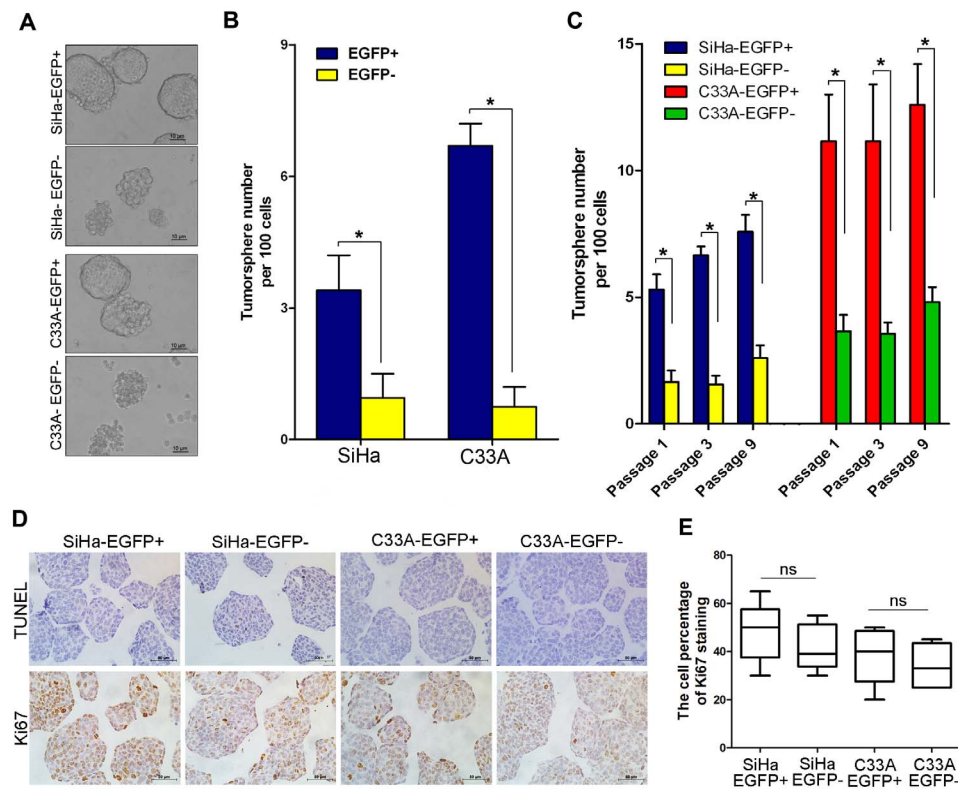 A
SiHa-EGFP+
10 µm
SiHa- EGFP-
10 µm
C33A-EGFP+
10 µm
C33A- EGFP-
10 µm
B
Tumorsphere number
per 100 cells
9
6
3
0
EGFP+
EGFP-
*
*
SiHa
C33A
C
Tumorsphere number
per 100 cells
15
10
5
0
SiHa-EGFP+
SiHa-EGFP-
C33A-EGFP+
C33A-EGFP-
*
*
*
*
*
*
Passage 1
Passage 3
Passage 9
Passage 1
Passage 3
Passage 9
D
SiHa-EGFP+
SiHa-EGFP-
C33A-EGFP+
C33A-EGFP-
TUNEL
Ki67
E
The cell percentage
of Ki67 staining
80
60
40
20
0
ns
ns
SiHa
EGFP+
SiHa
EGFP-
C33A
EGFP+
C33A
EGFP-